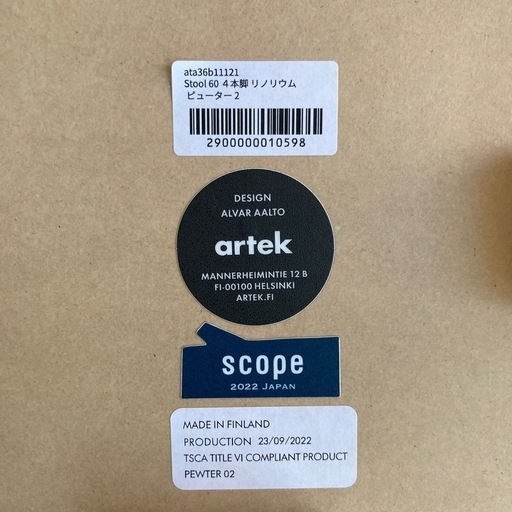 ata36b11121
Stool 60 4本脚 リノリウム
ピューター 2
2900000010598
DESIGN
ALVAR AALTO
artek
MANNERHEIMINTIE 12 B
FI-00100 HELSINKI
ARTEK.FI
scope
2022 JAPAN
MADE IN FINLAND
PRODUCTION 23/09/2022
TSCA TITLE VI COMPLIANT PRODUCT
PEWTER 02